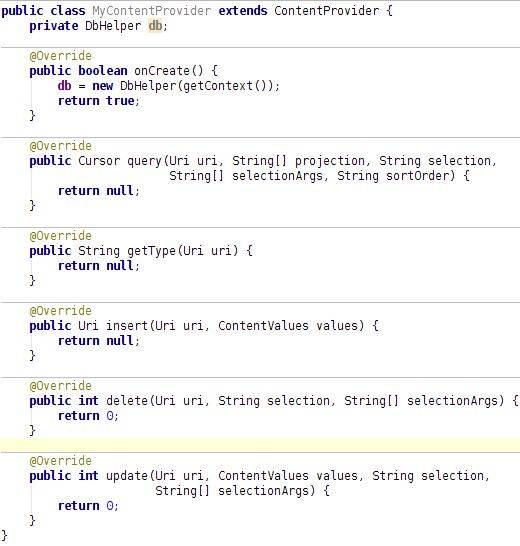 public class MyContentProvider extends ContentProvider {
    private DbHelper db;
    @Override
    public boolean onCreate() {
        db = new DbHelper(getContext());
        return true;
    }
    @Override
    public Cursor query(Uri uri, String[] projection, String selection,
                        String[] selectionArgs, String sortOrder) {
        return null;
    }
    @Override
    public String getType(Uri uri) {
        return null;
    }
    @Override
    public Uri insert(Uri uri, ContentValues values) {
        return null;
    }
    @Override
    public int delete(Uri uri, String selection, String[] selectionArgs) {
        return 0;
    }
    @Override
    public int update(Uri uri, ContentValues values, String selection,
                      String[] selectionArgs) {
        return 0;
    }
}